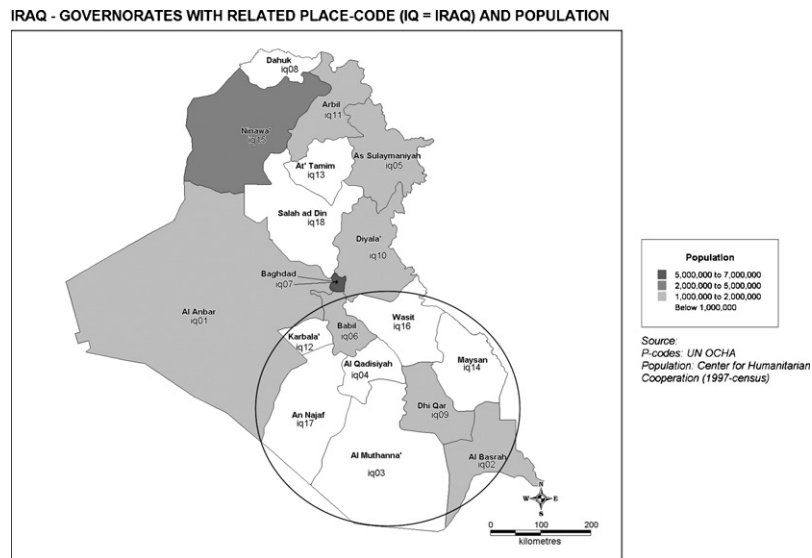 IRAQ - GOVERNORATES WITH RELATED PLACE-CODE (IQ = IRAQ) AND POPULATION
Dahuk
iq08
Arbil
iq11
Ninawa'
iq15
As Sulaymaniyah
iq05
At' Tamim
iq13
Salah ad Din
iq18
Diyala'
iq10
Baghdad
iq07
Al Anbar
iq01
Wasit
iq16
Babil
iq06
Karbala'
iq12
Maysan
iq14
Al Qadisiyah
iq04
Dhi Qar
iq09
An Najaf
iq17
Al Muthanna'
iq03
Al Basrah
iq02
N
W E
S
0 100 200
kilometres
Population
5,000,000 to 7,000,000
2,000,000 to 5,000,000
1,000,000 to 2,000,000
Below 1,000,000
Source:
P-codes: UN OCHA
Population: Center for Humanitarian
Cooperation (1997-census)